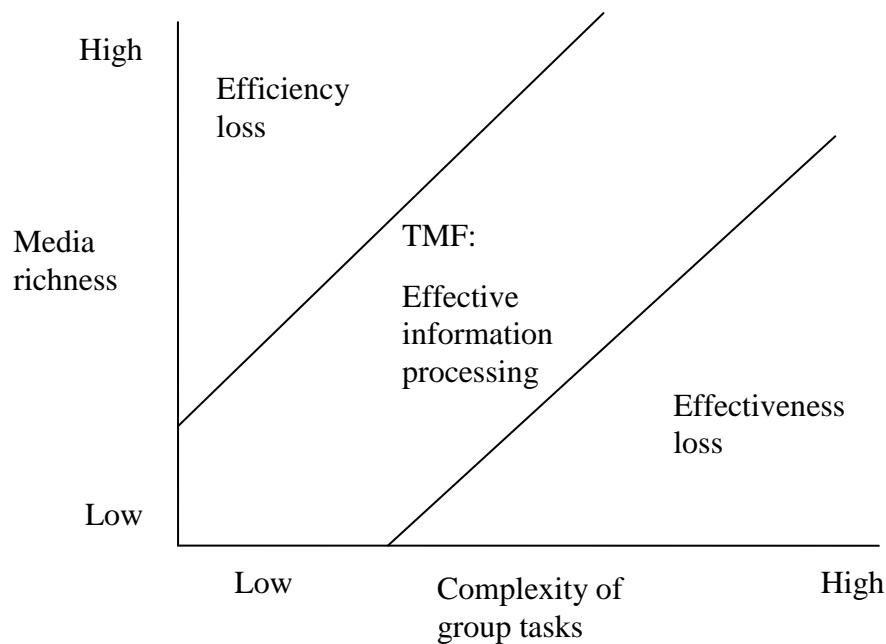 High
Efficiency
loss
Media
richness
TMF:
Effective
information
processing
Effectiveness
loss
Low
Low
Complexity of
group tasks
High